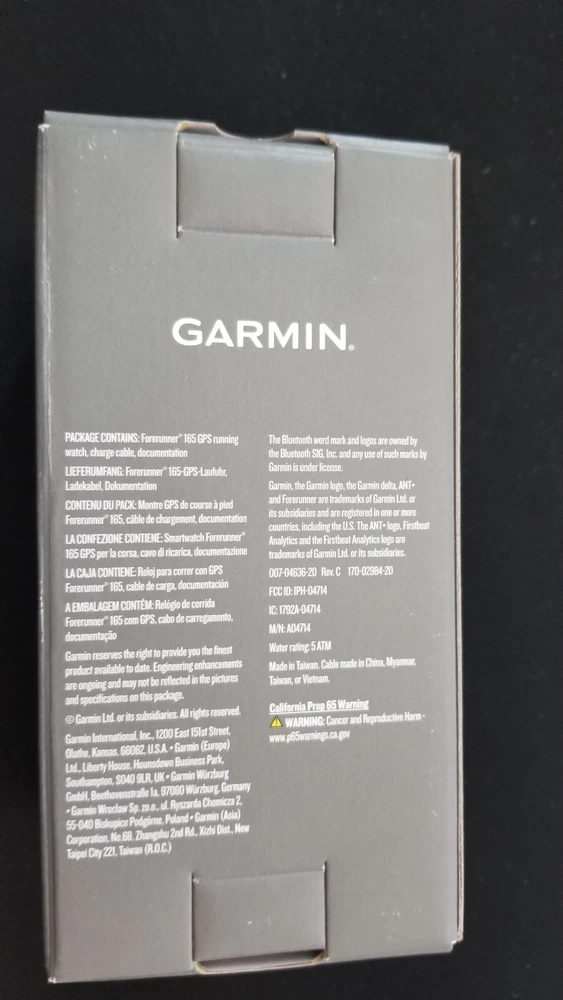 GARMIN®
PACKAGE CONTAINS: Forerunner® 165 GPS running
watch, charge cable, documentation
LIEFERUMFANG: Forerunner® 165-GPS-Laufuhr,
Ladekabel, Dokumentation
CONTENU DU PACK: Montre GPS de course à pied
Forerunner® 165, câble de chargement, documentation
LA CONFEZIONE CONTIENE: Smartwatch Forerunner®
165 GPS per la corsa, cavo di ricarica, documentazione
LA CAJA CONTIENE: Reloj para correr con GPS
Forerunner® 165, cable de carga, documentación
A EMBALAGEM CONTÉM: Relógio de corrida
Forerunner® 165 com GPS, cabo de carregamento,
documentação
Garmin reserves the right to provide you the finest
product available to date. Engineering enhancements
are ongoing and may not be reflected in the pictures
and specifications on this package.
© Garmin Ltd. or its subsidiaries. All rights reserved.
Garmin International, Inc., 1200 East 151st Street,
Olathe, Kansas, 66062, U.S.A. • Garmin (Europe)
Ltd., Liberty House, Hounsdown Business Park,
Southampton, SO40 9LR, UK • Garmin Würzburg
GmbH, Beethovenstraße 1a, 97080 Würzburg, Germany
• Garmin Wrocław Sp. zo.o., ul. Ryszarda Chomicza 2,
55-040 Biskupice Podgórne, Poland • Garmin (Asia)
Corporation, No.68, Zhangshu 2nd Rd., Xizhi Dist., New
Taipei City 221, Taiwan (R.O.C.)
The Bluetooth word mark and logos are owned by
the Bluetooth SIG, Inc. and any use of such marks by
Garmin is under license.
Garmin, the Garmin logo, the Garmin delta, ANT+
and Forerunner are trademarks of Garmin Ltd. or
its subsidiaries and are registered in one or more
countries, including the U.S. The ANT+ logo, Firstbeat
Analytics and the Firstbeat Analytics logo are
trademarks of Garmin Ltd. or its subsidiaries.
007-04636-20 Rev. C 170-02984-20
FCC ID: IPH-04714
IC: 1792A-04714
M/N: A04714
Water rating: 5 ATM
Made in Taiwan. Cable made in China, Myanmar,
Taiwan, or Vietnam.
California Prop 65 Warning
WARNING: Cancer and Reproductive Harm -
www.p65warnings.ca.gov